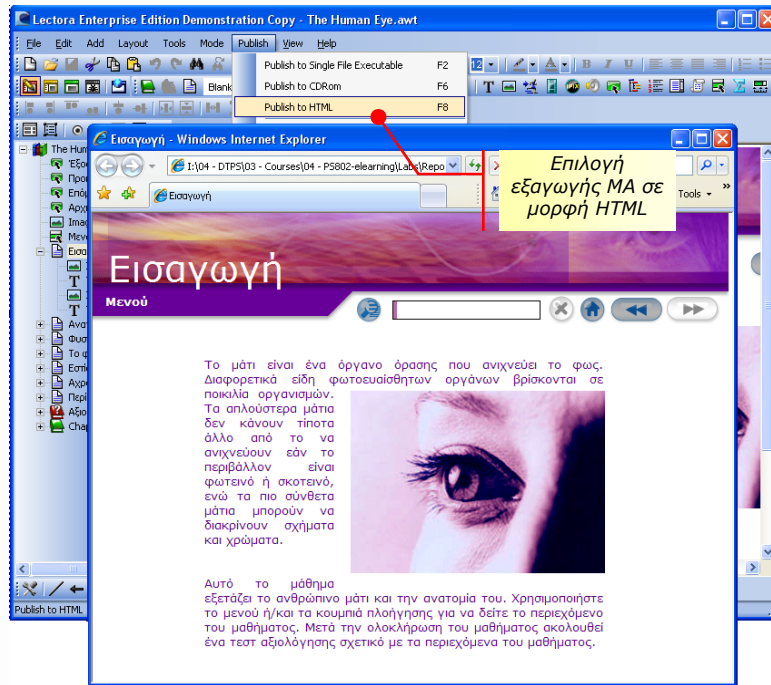 Lectora Enterprise Edition Demonstration Copy - The Human Eye.awt
File Edit Add Layout Tools Mode Publish View Help
Publish to Single File Executable F2
Publish to CDRom F6
Publish to HTML F8
12
Blank
The Hum
Εισαγωγή - Windows Internet Explorer
I:\04 - DTPS\03 - Courses\04 - PS802-elearning\Labs\Repo
Εισαγωγή
Tools
Επιλογή
εξαγωγής ΜΑ σε
μορφή HTML
Εισαγωγή
Μενού
Το μάτι είναι ένα όργανο όρασης που ανιχνεύει το φως.
Διαφορετικά είδη φωτοευαίσθητων οργάνων βρίσκονται σε
ποικιλία οργανισμών.
Τα απλούστερα μάτια
δεν κάνουν τίποτα
άλλο από το να
ανιχνεύουν εάν το
περιβάλλον είναι
φωτεινό ή σκοτεινό,
ενώ τα πιο σύνθετα
μάτια μπορούν να
διακρίνουν σχήματα
και χρώματα.
Αυτό το μάθημα
εξετάζει το ανθρώπινο μάτι και την ανατομία του. Χρησιμοποιήστε
το μενού ή/και τα κουμπιά πλοήγησης για να δείτε το περιεχόμενο
του μαθήματος. Μετά την ολοκλήρωση του μαθήματος ακολουθεί
ένα τεστ αξιολόγησης σχετικό με τα περιεχόμενα του μαθήματος.
Publish to HTML